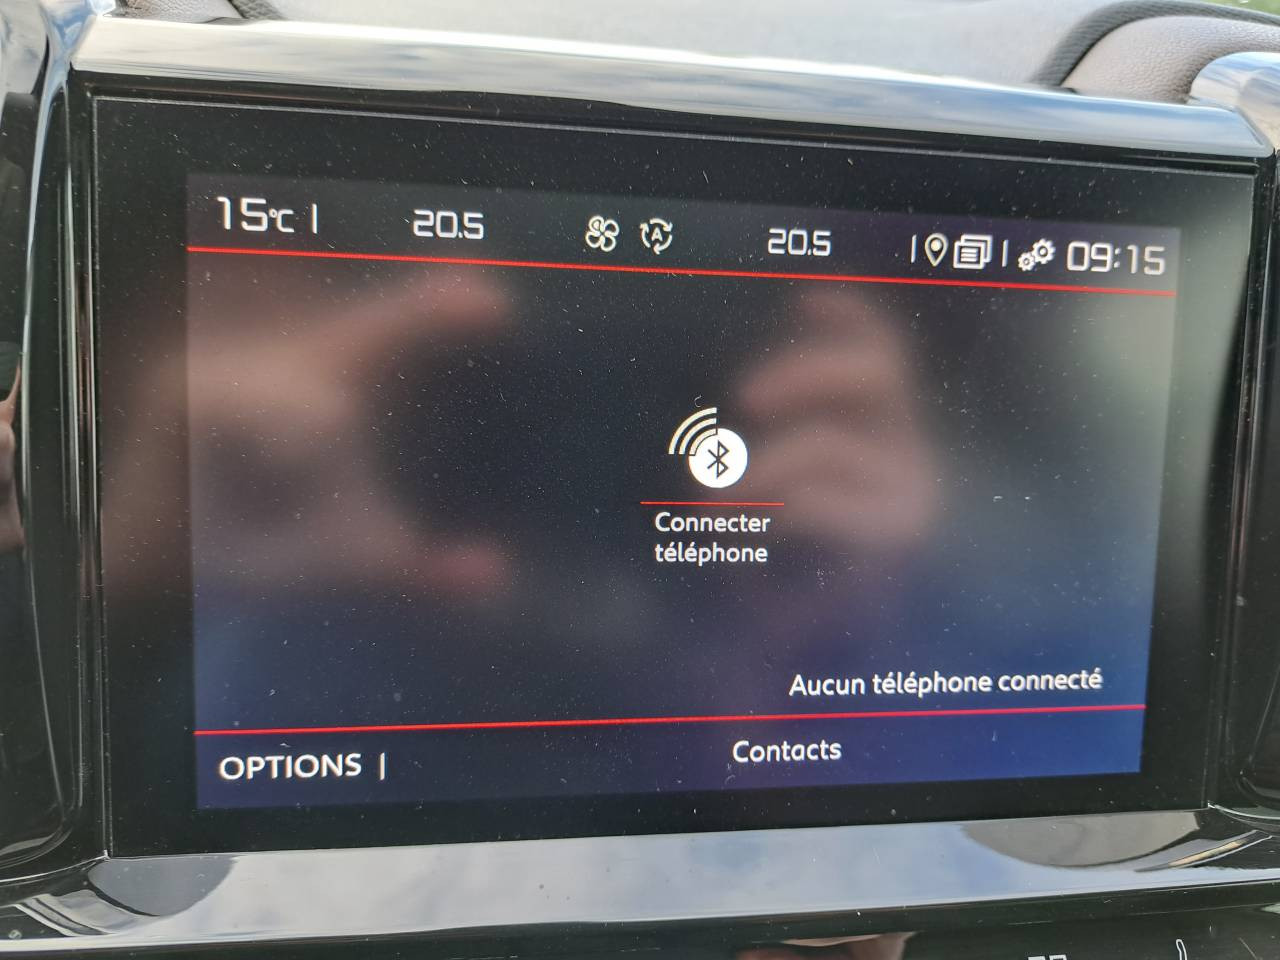 15°C 20.5 A 20.5 09:15
Connecter
téléphone
Aucun téléphone connecté
OPTIONS Contacts